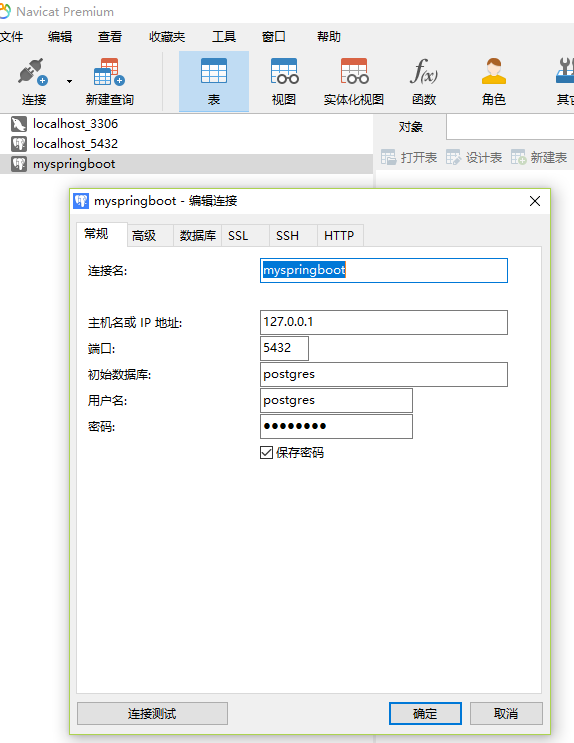 Navicat Premium
文件 编辑 查看 收藏夹 工具 窗口 帮助
连接 新建查询 表 视图 实体化视图 函数 角色 其它
f(x)
localhost_3306
localhost_5432
myspringboot
对象
打开表 设计表 新建表
myspringboot - 编辑连接
常规 高级 数据库 SSL SSH HTTP
连接名: myspringboot
主机名或 IP 地址: 127.0.0.1
端口: 5432
初始数据库: postgres
用户名: postgres
密码: ●●●●●●●●
保存密码
连接测试 确定 取消